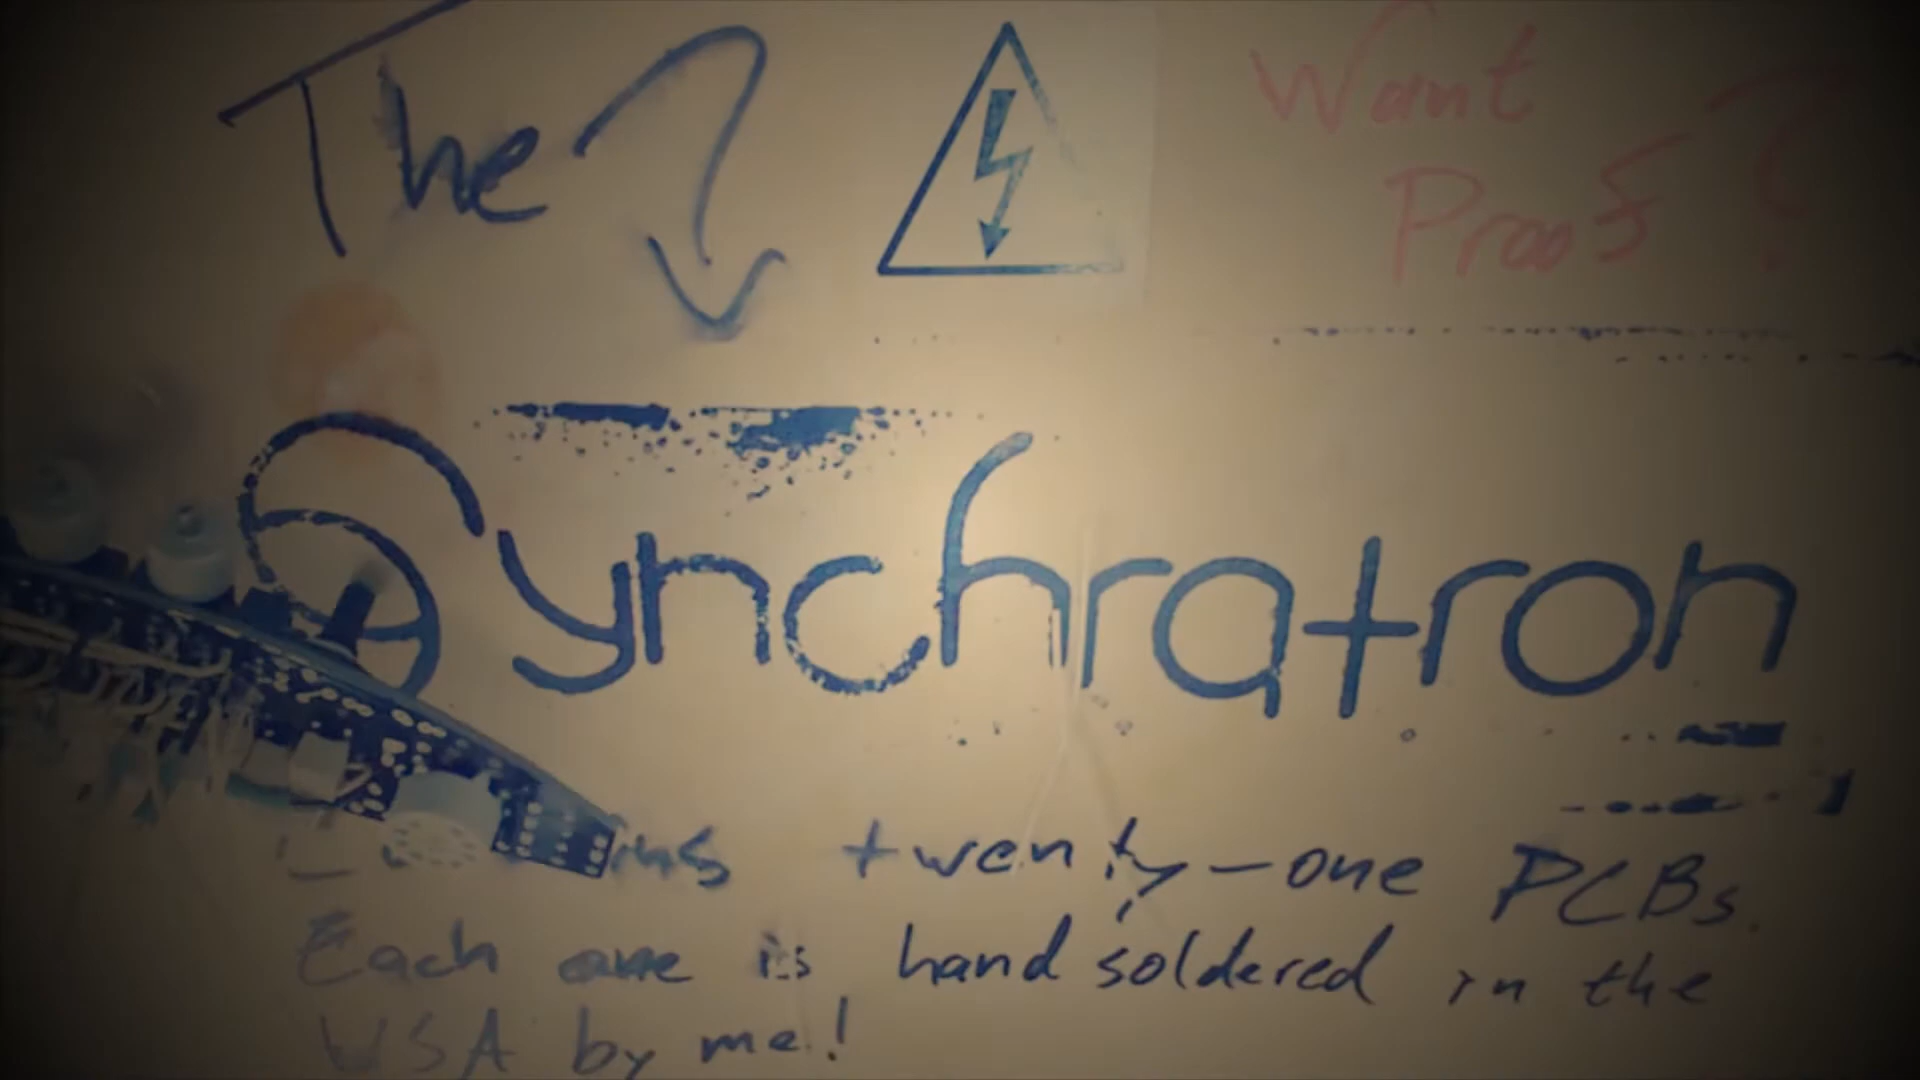 The
Want
Proof ?
Synchratron
twenty-one PCBs.
Each one is hand soldered in the
USA by me!